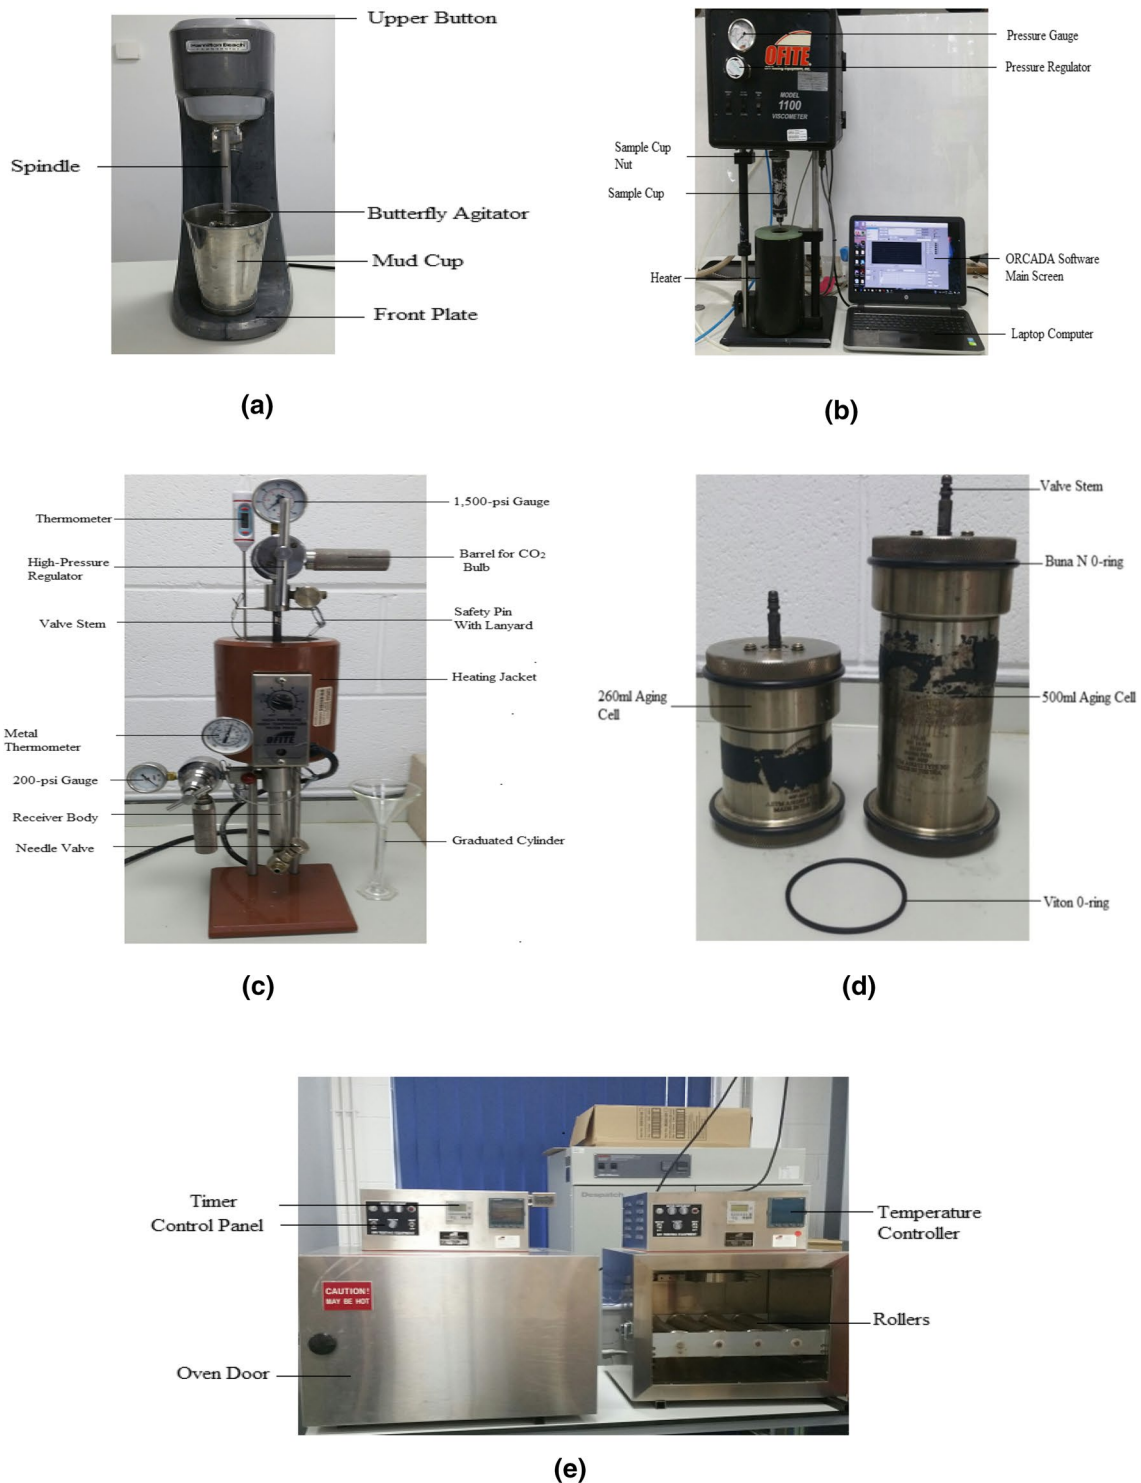 Upper Button
Hamilton Beach
Spindle
Butterfly Agitator
Mud Cup
Front Plate
(a)
Pressure Gauge
OFITE
Pressure Regulator
MODEL
1100
VISCOMETER
Sample Cup
Nut
Sample Cup
Heater
ORCADA Software
Main Screen
Laptop Computer
(b)
1,500-psi Gauge
Thermometer
High-Pressure
Regulator
Barrel for CO₂
Bulb
Valve Stem
Safety Pin
With Lanyard
Heating Jacket
Metal
Thermometer
OFITE
200-psi Gauge
Receiver Body
Needle Valve
Graduated Cylinder
(c)
Valve Stem
Buna N 0-ring
260ml Aging
Cell
500ml Aging Cell
Viton 0-ring
(d)
Timer
Control Panel
Despatch
Temperature
Controller
CAUTION!
MAY BE HOT
Rollers
Oven Door
(e)